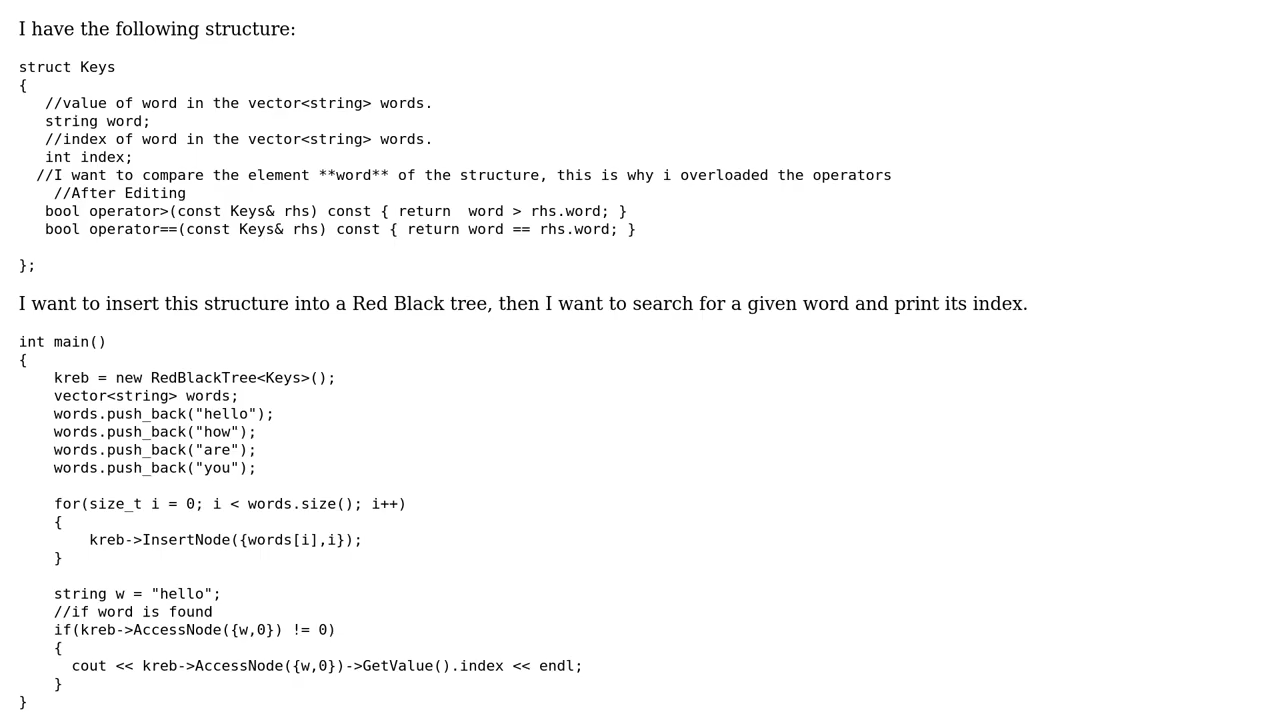 I have the following structure:
struct Keys
{
   //value of word in the vector<string> words.
   string word;
   //index of word in the vector<string> words.
   int index;
  //I want to compare the element **word** of the structure, this is why i overloaded the operators
    //After Editing
   bool operator>(const Keys& rhs) const { return  word > rhs.word; }
   bool operator==(const Keys& rhs) const { return word == rhs.word; }

};
I want to insert this structure into a Red Black tree, then I want to search for a given word and print its index.
int main()
{
    kreb = new RedBlackTree<Keys>();
    vector<string> words;
    words.push_back("hello");
    words.push_back("how");
    words.push_back("are");
    words.push_back("you");

    for(size_t i = 0; i < words.size(); i++)
    {
        kreb->InsertNode({words[i],i});
    }

    string w = "hello";
    //if word is found
    if(kreb->AccessNode({w,0}) != 0)
    {
      cout << kreb->AccessNode({w,0})->GetValue().index << endl;
    }
}